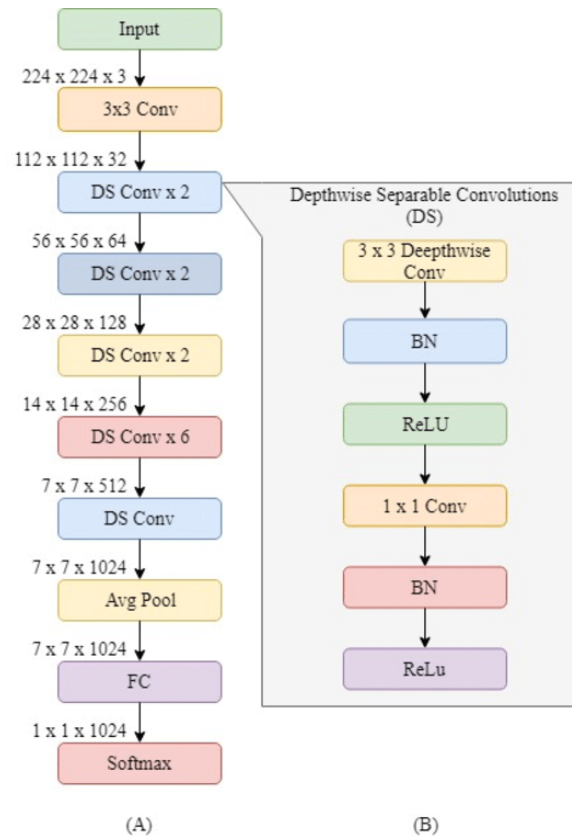 Input
224 x 224 x 3
3x3 Conv
112 x 112 x 32
DS Conv x 2
56 x 56 x 64
DS Conv x 2
28 x 28 x 128
DS Conv x 2
14 x 14 x 256
DS Conv x 6
7 x 7 x 512
DS Conv
7 x 7 x 1024
Avg Pool
7 x 7 x 1024
FC
1 x 1 x 1024
Softmax
(A)
Depthwise Separable Convolutions
(DS)
3 x 3 Deepthwise
Conv
BN
ReLU
1 x 1 Conv
BN
ReLu
(B)